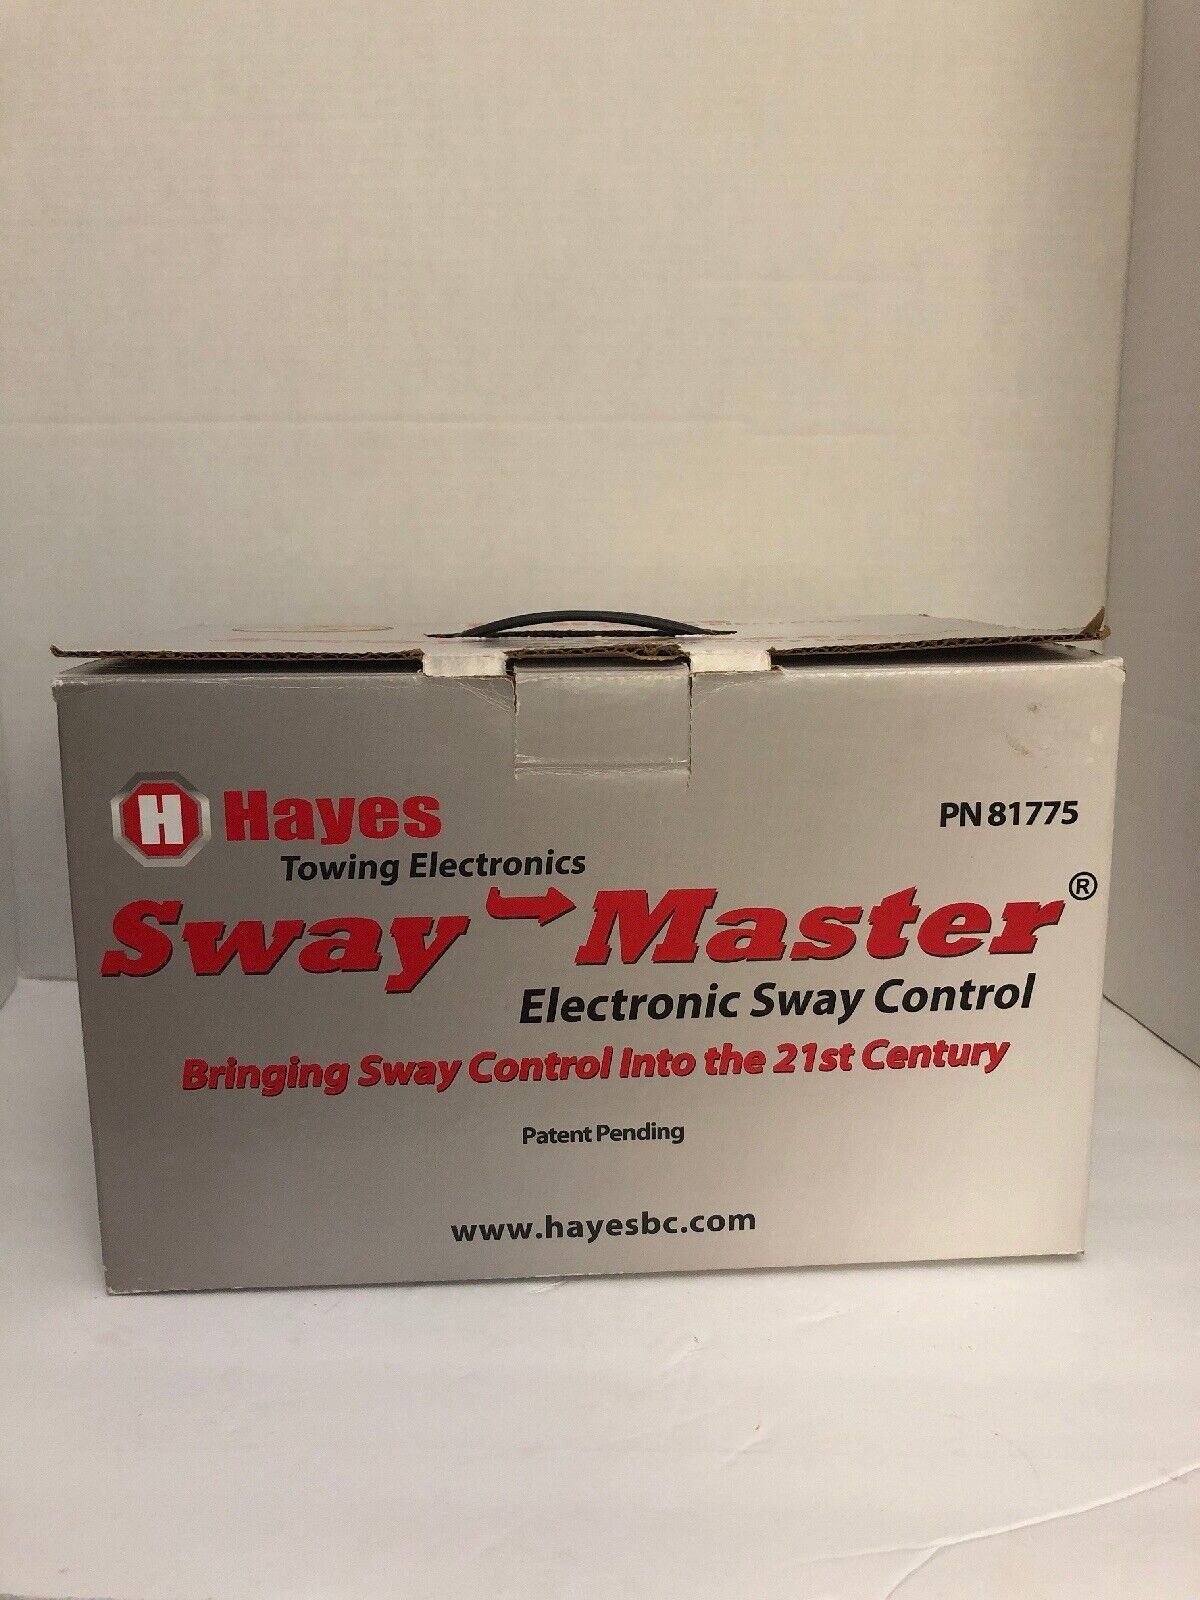 H Hayes
PN 81775
Towing Electronics
Sway Master®
Electronic Sway Control
Bringing Sway Control Into the 21st Century
Patent Pending
www.hayesbc.com